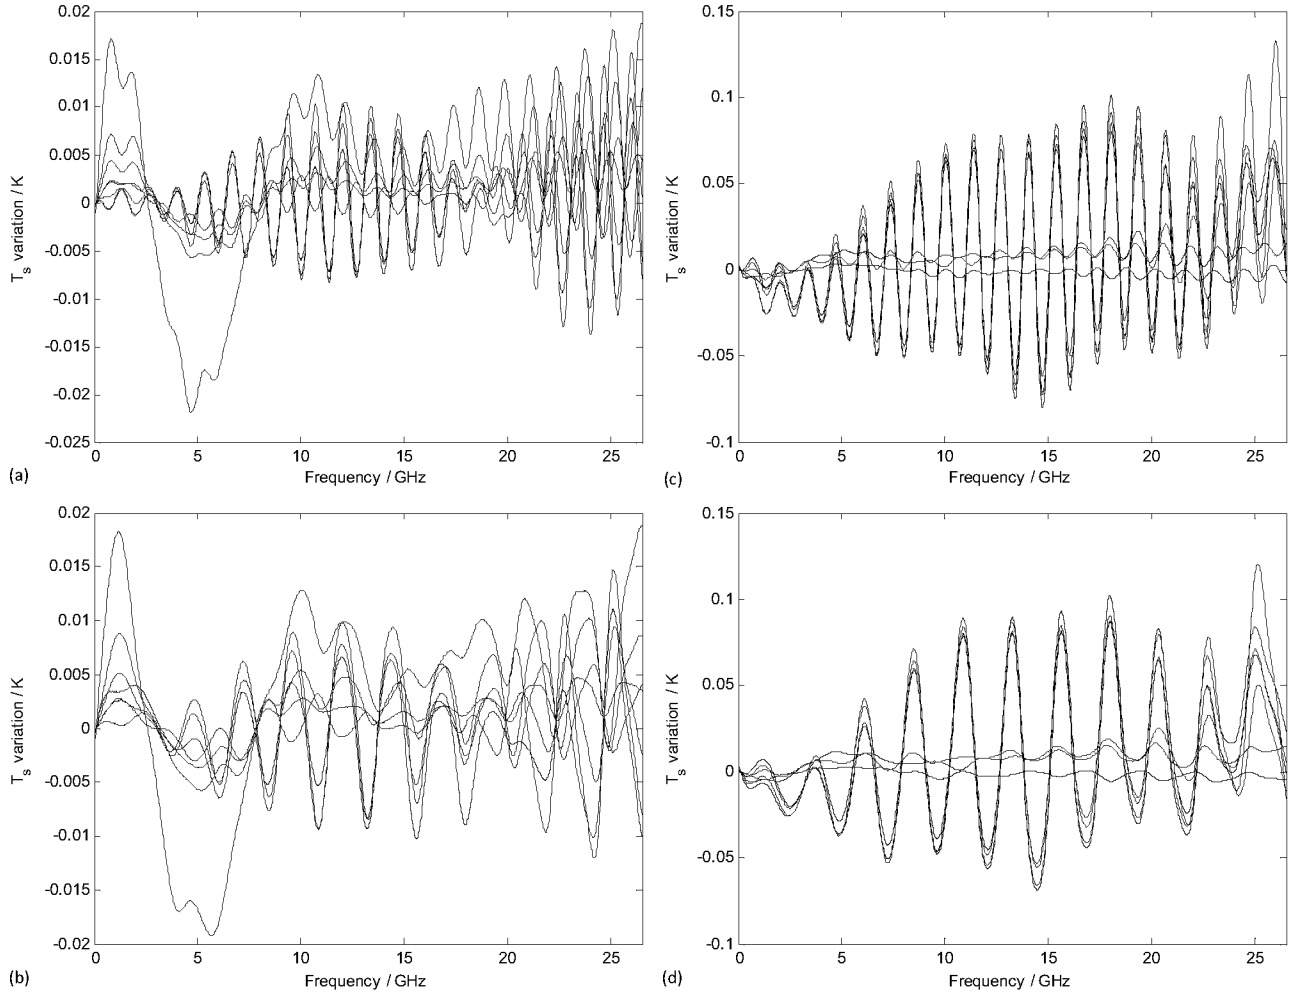 0.02
0.015
0.01
0.005
0
-0.005
-0.01
-0.015
-0.02
-0.025
T_s variation / K
0 5 10 15 20 25
Frequency / GHz
(a)
0.15
0.1
0.05
0
-0.05
-0.1
T_s variation / K
0 5 10 15 20 25
Frequency / GHz
(c)
0.02
0.015
0.01
0.005
0
-0.005
-0.01
-0.015
-0.02
T_s variation / K
0 5 10 15 20 25
Frequency / GHz
(b)
0.15
0.1
0.05
0
-0.05
-0.1
T_s variation / K
0 5 10 15 20 25
Frequency / GHz
(d)